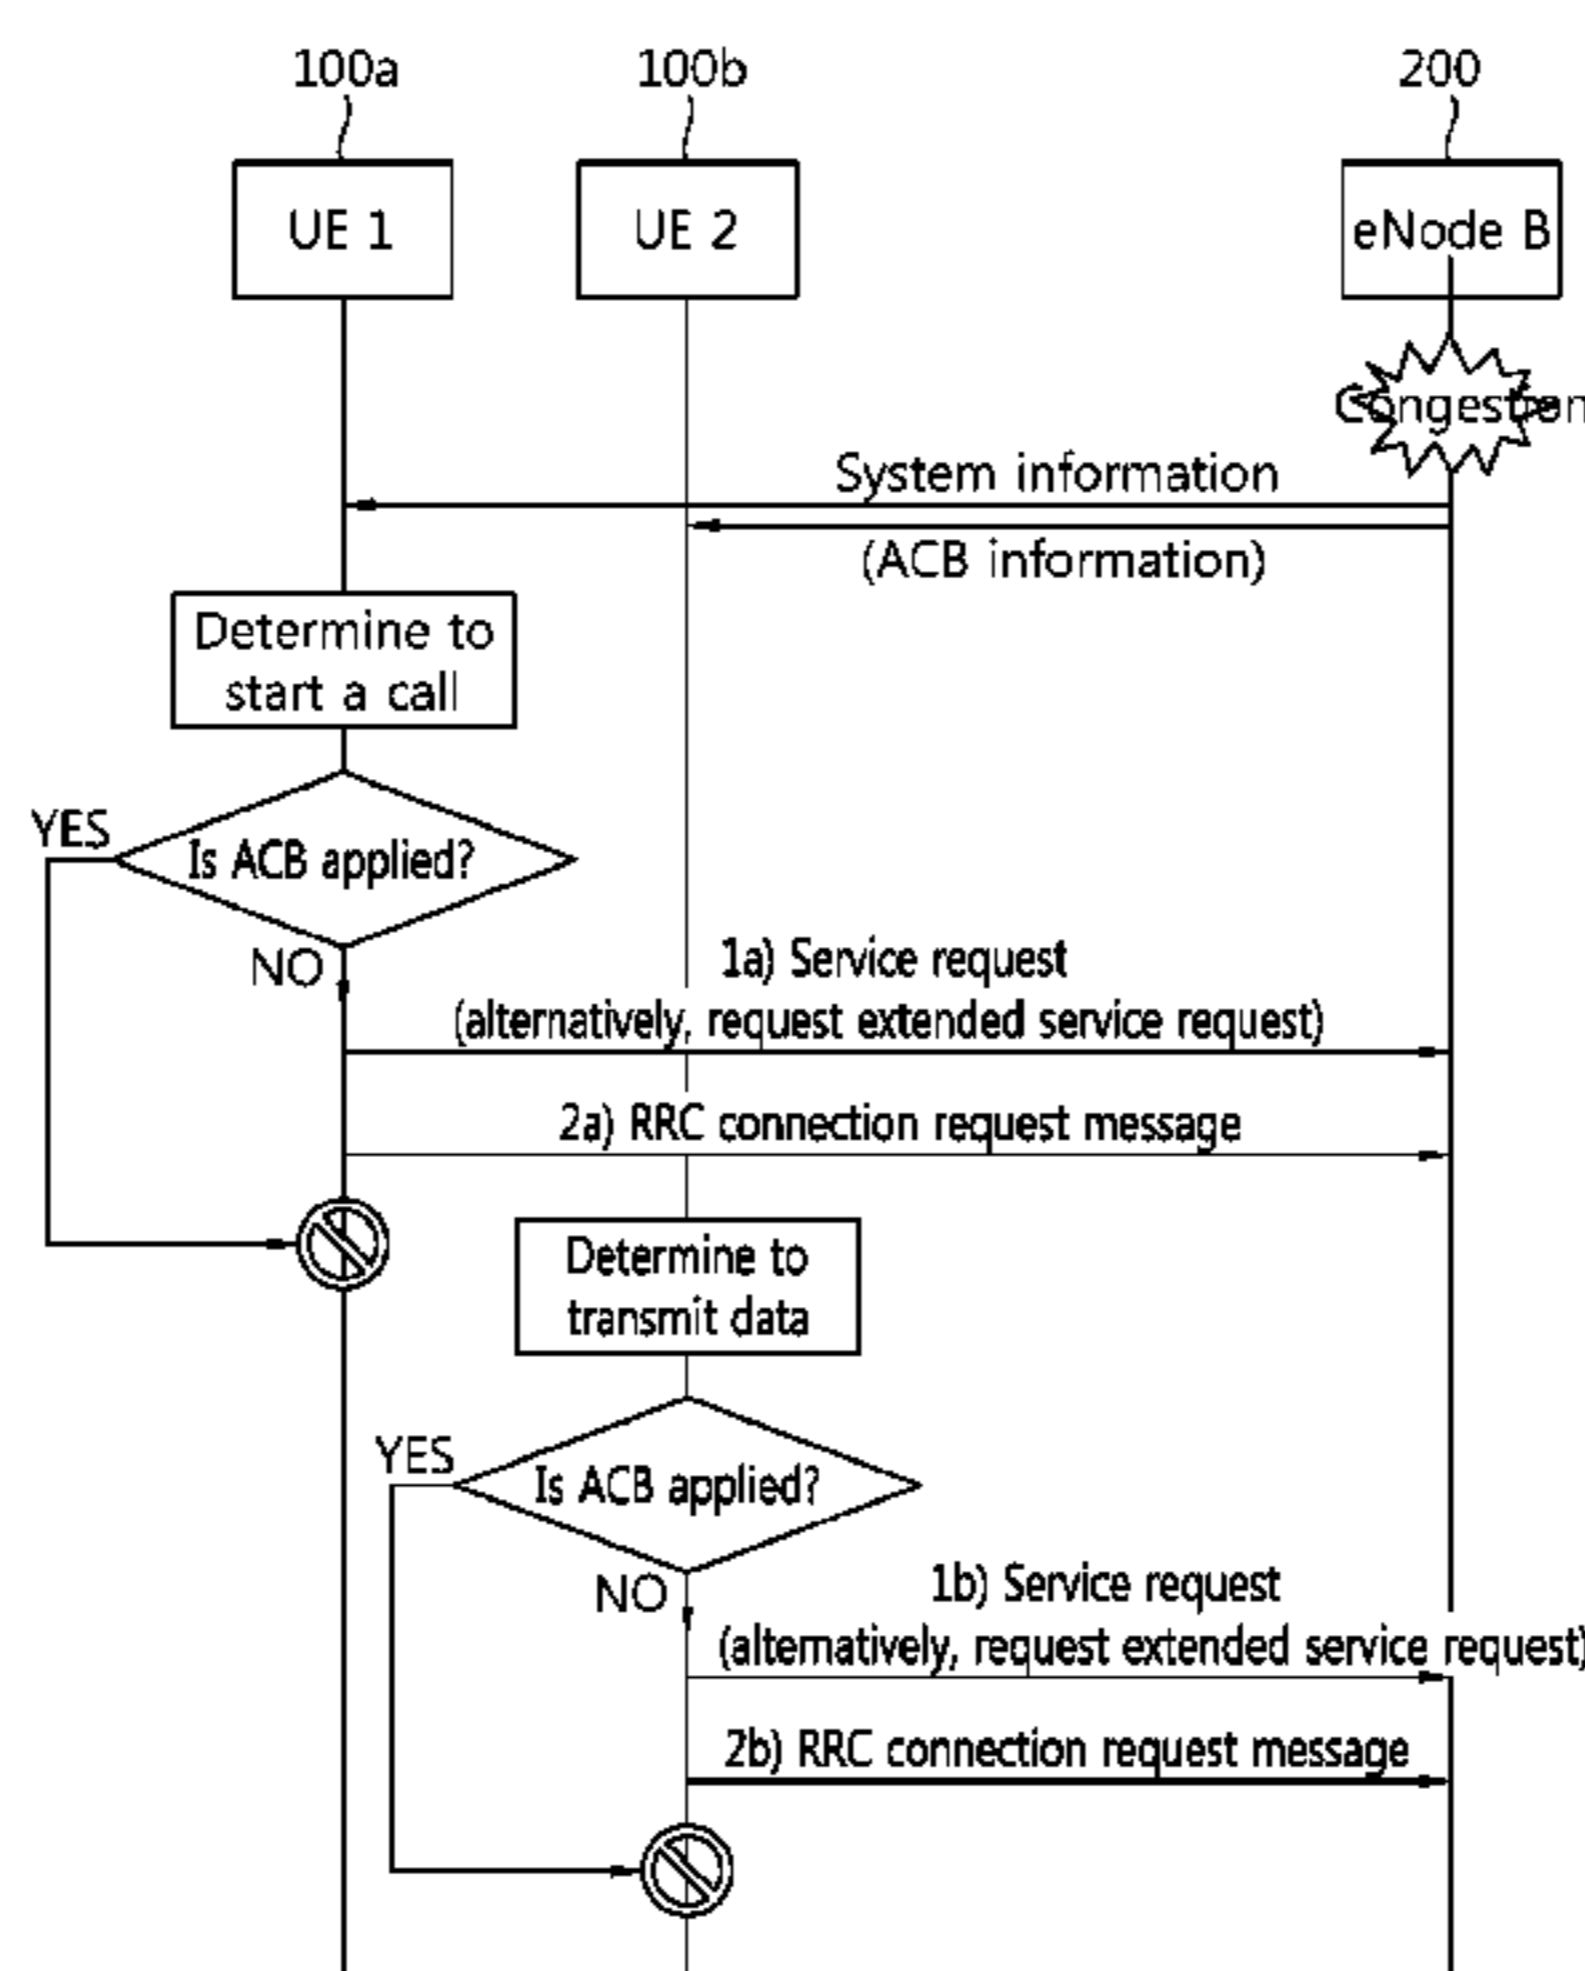 100a
100b
200
UE 1
UE 2
eNode B
Congestion
System information
(ACB information)
Determine to
start a call
YES
Is ACB applied?
NO
1a) Service request
(alternatively, request extended service request)
2a) RRC connection request message
Determine to
transmit data
YES
Is ACB applied?
NO
1b) Service request
(alternatively, request extended service request)
2b) RRC connection request message